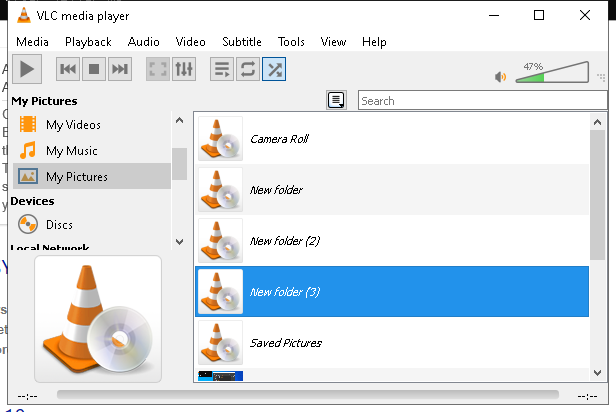 VLC media player
Media Playback Audio Video Subtitle Tools View Help
47%
My Pictures
Search
My Videos
My Music
My Pictures
Devices
Discs
Local Network
Camera Roll
New folder
New folder (2)
New folder (3)
Saved Pictures
--:-- --:--